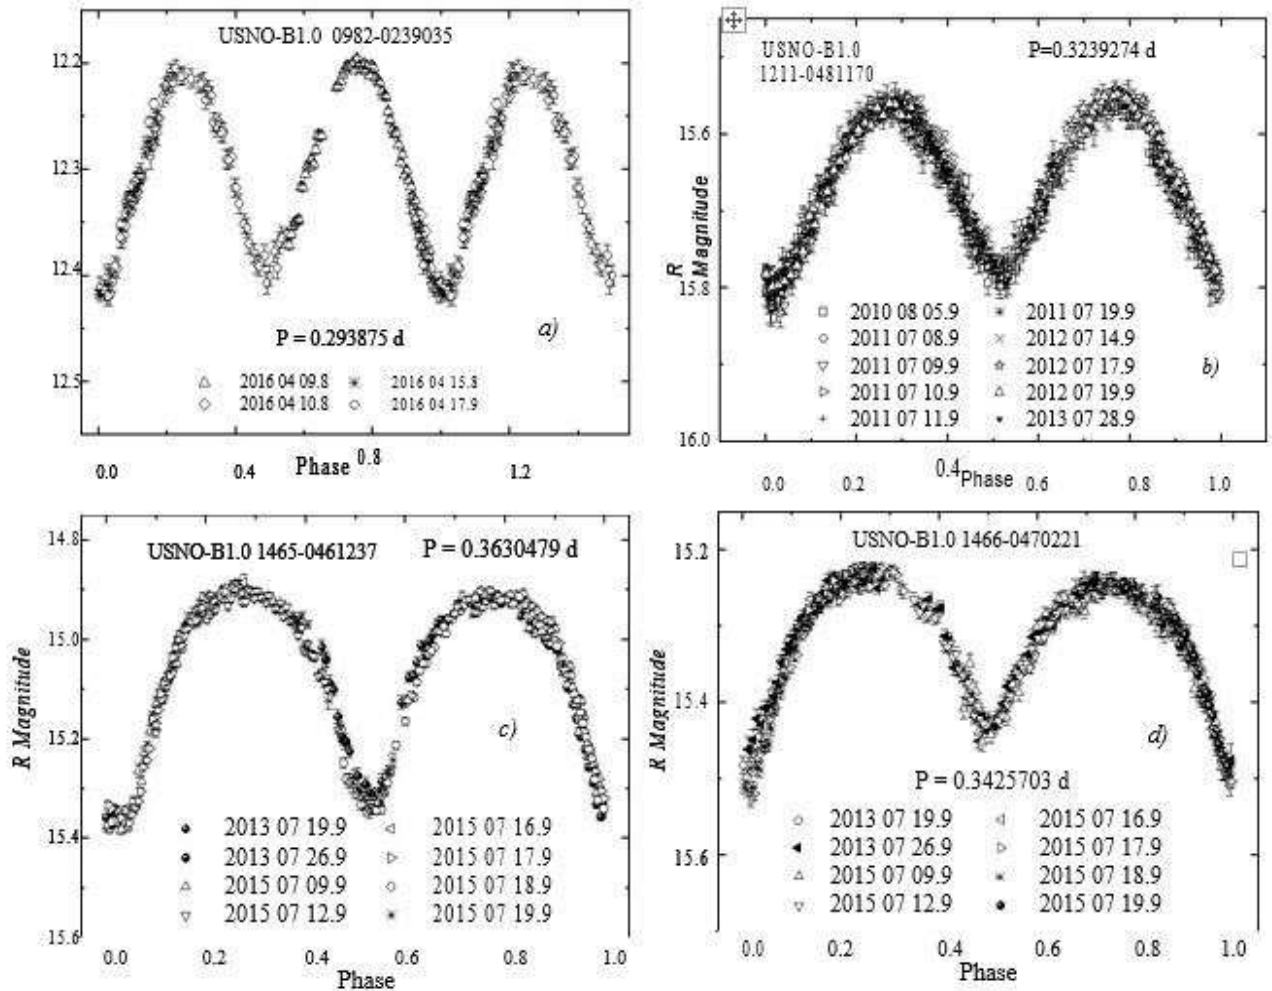 USNO-B1.0 0982-0239035
12.2
12.3
12.4
12.5
a)
P = 0.293875 d
2016 04 09.8
2016 04 15.8
2016 04 10.8
2016 04 17.9
0.0
0.4
Phase
0.8
1.2
USNO-B1.0
1211-0481170
P=0.3239274 d
15.6
15.8
16.0
R
Magnitude
2010 08 05.9
2011 07 19.9
2011 07 08.9
2012 07 14.9
2011 07 09.9
2012 07 17.9
b)
2011 07 10.9
2012 07 19.9
2011 07 11.9
2013 07 28.9
0.0
0.2
0.4
Phase
0.6
0.8
1.0
USNO-B1.0 1465-0461237
P = 0.3630479 d
14.8
15.0
15.2
15.4
15.6
R Magnitude
c)
2013 07 19.9
2015 07 16.9
2013 07 26.9
2015 07 17.9
2015 07 09.9
2015 07 18.9
2015 07 12.9
2015 07 19.9
0.0
0.2
0.4
0.6
0.8
1.0
Phase
USNO-B1.0 1466-0470221
15.2
15.4
15.6
R Magnitude
d)
P = 0.3425703 d
2013 07 19.9
2015 07 16.9
2013 07 26.9
2015 07 17.9
2015 07 09.9
2015 07 18.9
2015 07 12.9
2015 07 19.9
0.0
0.2
0.4
0.6
0.8
1.0
Phase